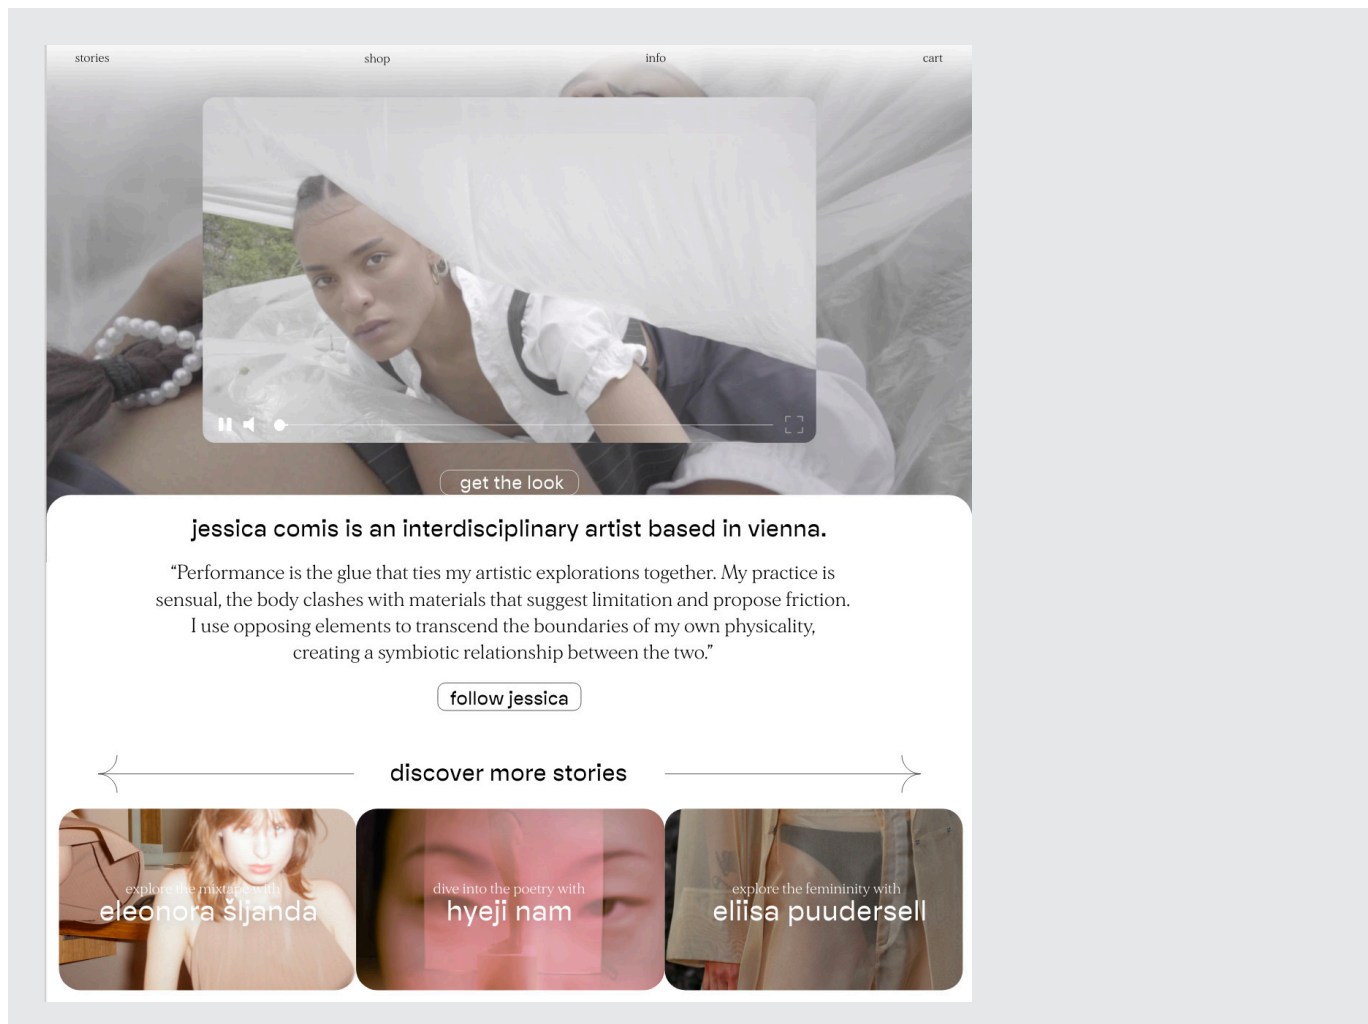 stories shop info cart
get the look
jessica comis is an interdisciplinary artist based in vienna.
“Performance is the glue that ties my artistic explorations together. My practice is
sensual, the body clashes with materials that suggest limitation and propose friction.
I use opposing elements to transcend the boundaries of my own physicality,
creating a symbiotic relationship between the two.”
follow jessica
discover more stories
explore the mixtape with
eleonora šljanda
dive into the poetry with
hyeji nam
explore the femininity with
eliisa puudersell